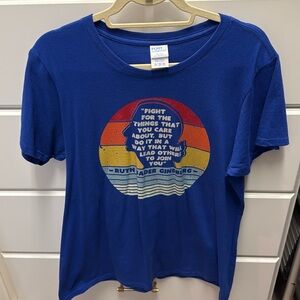 "FIGHT
FOR THE
THINGS THAT
YOU CARE
ABOUT, BUT
DO IT IN A
WAY THAT WILL
LEAD OTHERS
TO JOIN
YOU"
-RUTH BADER GINSBURG-